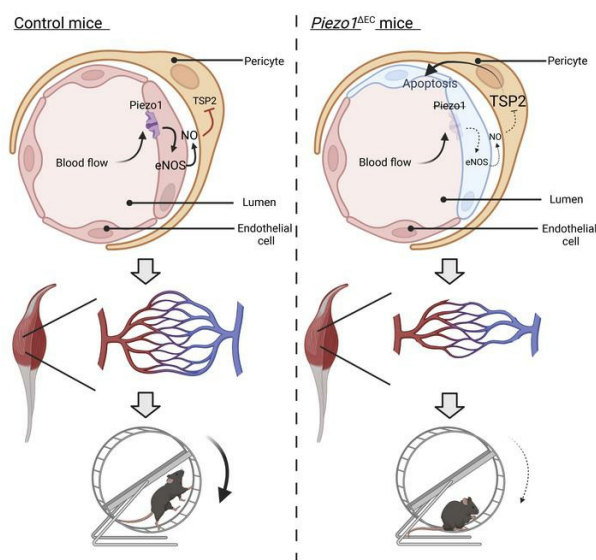 Control mice
Pericyte
TSP2
Piezo1
NO
Blood flow
eNOS
Lumen
Endothelial
cell
Piezo1ΔEC mice
Pericyte
Apoptosis
TSP2
Piezo1
NO
Blood flow
eNOS
Lumen
Endothelial
cell